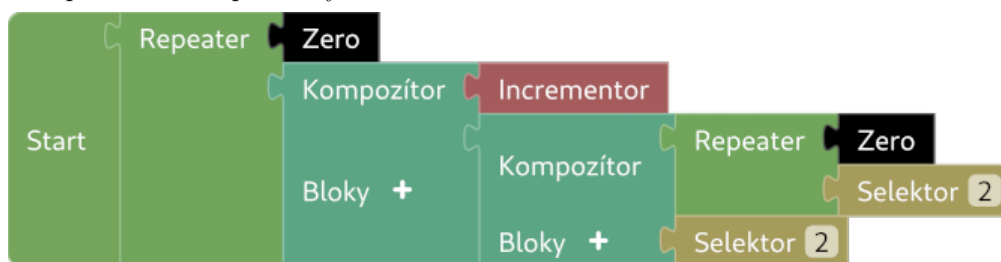 Repeater Zero
Kompozítor Incrementor
Start
Repeater Zero
Kompozítor
Bloky +
Selektor 2
Bloky +
Selektor 2